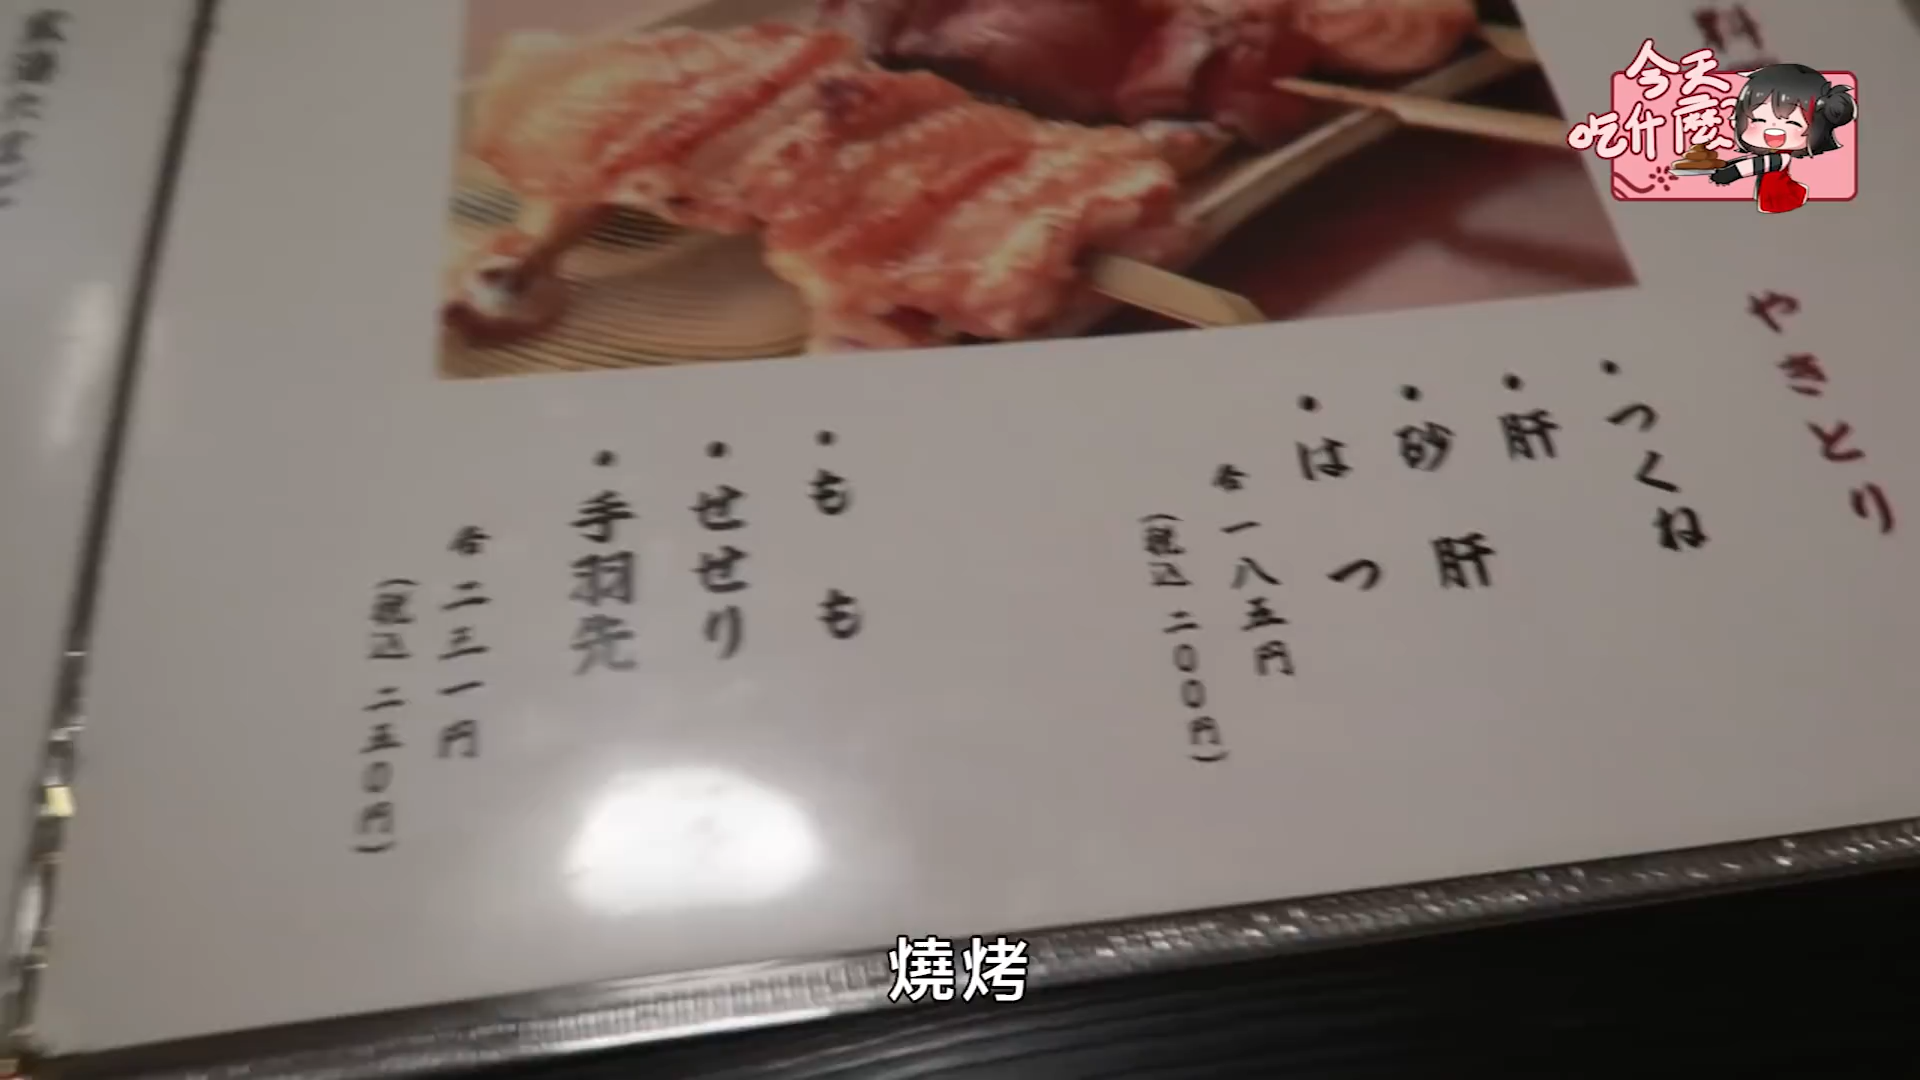 今天
吃什麼
料
やきとり
・つくね
・肝
・砂肝
・はつ
各一八五円
（税込 二〇〇円）
・もも
・せせり
・手羽先
各二三一円
（税込 二五〇円）
燒烤